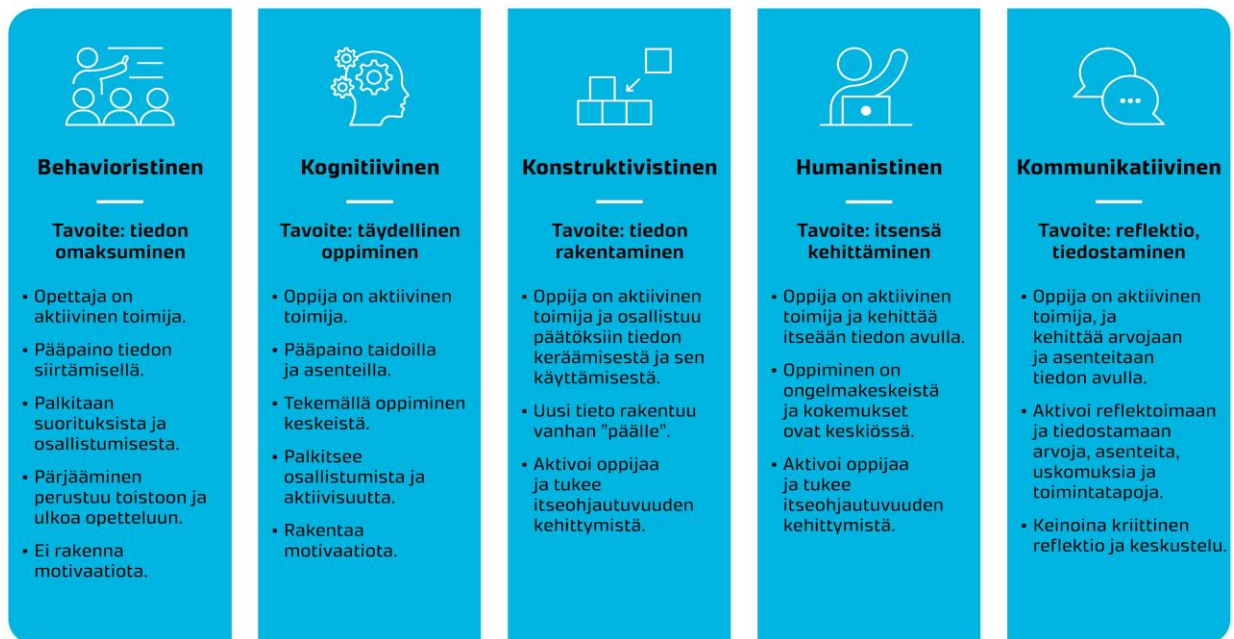 Behavioristinen
Tavoite: tiedon
omaksuminen
▪ Opettaja on
aktiivinen toimija.
▪ Pääpaino tiedon
siirtämisellä.
▪ Palkitaan
suorituksista ja
osallistumisesta.
▪ Pärjääminen
perustuu toistoon ja
ulkoa opetteluun.
▪ Ei rakenna
motivaatiota.
Kognitiivinen
Tavoite: täydellinen
oppiminen
▪ Oppija on aktiivinen
toimija.
▪ Pääpaino taidoilla
ja asenteilla.
▪ Tekemällä oppiminen
keskeistä.
▪ Palkitsee
osallistumista ja
aktiivisuutta.
▪ Rakentaa
motivaatiota.
Konstruktivistinen
Tavoite: tiedon
rakentaminen
▪ Oppija on aktiivinen
toimija ja osallistuu
päätöksiin tiedon
keräämisestä ja sen
käyttämisestä.
▪ Uusi tieto rakentuu
vanhan ”päälle”.
▪ Aktivoi oppijaa
ja tukee
itseohjautuvuuden
kehittymistä.
Humanistinen
Tavoite: itsensä
kehittäminen
▪ Oppija on aktiivinen
toimija ja kehittää
itseään tiedon avulla.
▪ Oppiminen on
ongelmakeskeistä
ja kokemukset
ovat keskiössä.
▪ Aktivoi oppijaa
ja tukee
itseohjautuvuuden
kehittymistä.
Kommunikatiivinen
Tavoite: reflektio,
tiedostaminen
▪ Oppija on aktiivinen
toimija, ja
kehittää arvojaan
ja asenteitaan
tiedon avulla.
▪ Aktivoi reflektoimaan
ja tiedostamaan
arvoja, asenteita,
uskomuksia ja
toimintatapoja.
▪ Keinoina kriittinen
reflektio ja keskustelu.